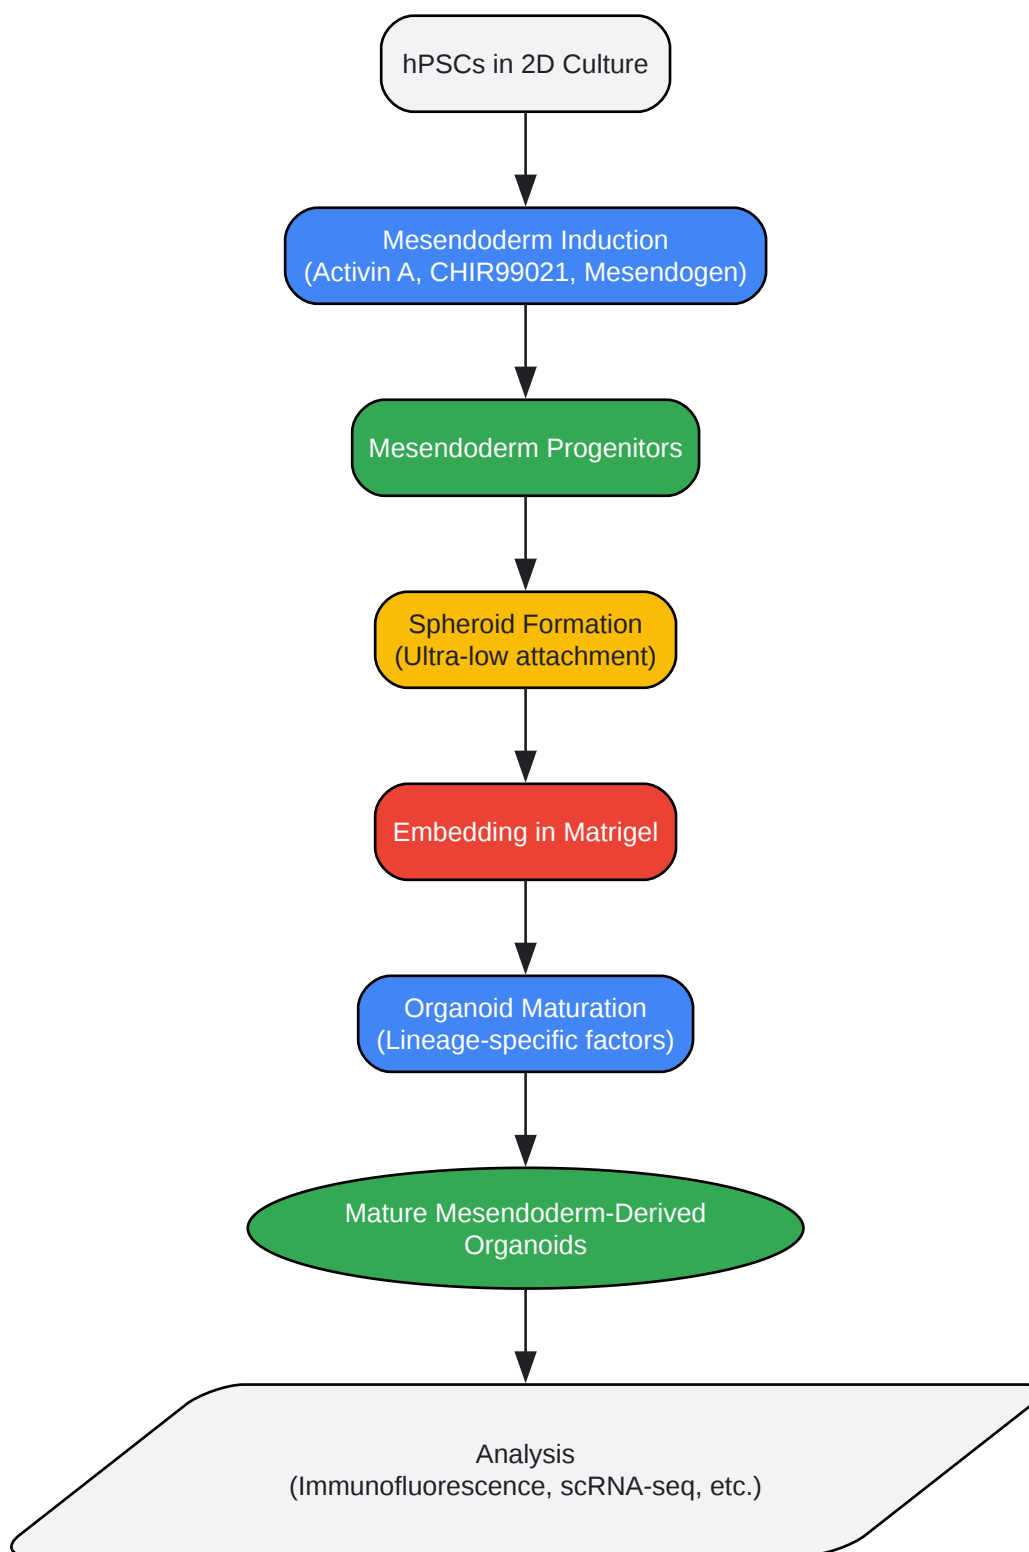 hPSCs in 2D Culture
Mesendoderm Induction
(Activin A, CHIR99021, Mesendogen)
Mesendoderm Progenitors
Spheroid Formation
(Ultra-low attachment)
Embedding in Matrigel
Organoid Maturation
(Lineage-specific factors)
Mature Mesendoderm-Derived
Organoids
Analysis
(Immunofluorescence, scRNA-seq, etc.)